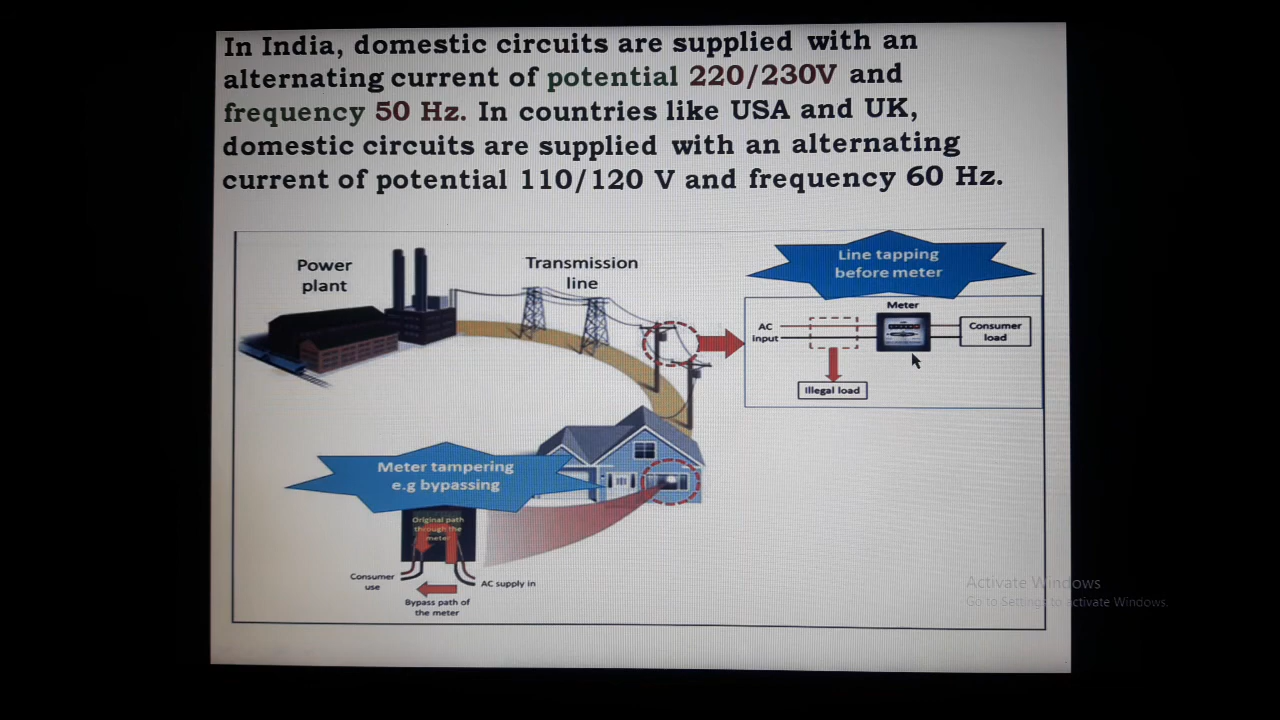 In India, domestic circuits are supplied with an
alternating current of potential 220/230V and
frequency 50 Hz. In countries like USA and UK,
domestic circuits are supplied with an alternating
current of potential 110/120 V and frequency 60 Hz.
Power
plant
Transmission
line
Line tapping
before meter
Meter
AC
input
Consumer
load
Illegal load
Meter tampering
e.g bypassing
Original path
through the
meter
Consumer
use
AC supply in
Bypass path of
the meter
Activate Windows
Go to Settings to activate Windows.